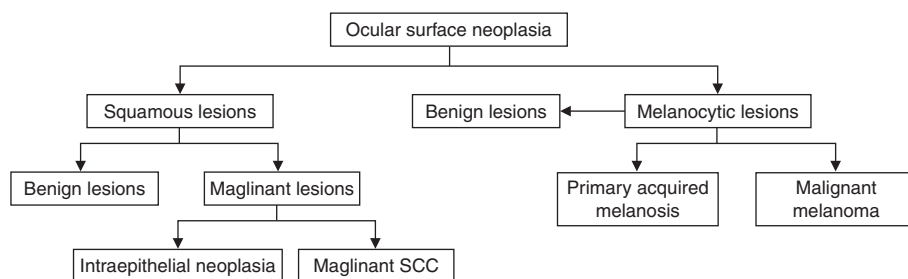 Ocular surface neoplasia
Squamous lesions
Benign lesions
Melanocytic lesions
Benign lesions
Maglinant lesions
Primary acquired
melanosis
Malignant
melanoma
Intraepithelial neoplasia
Maglinant SCC